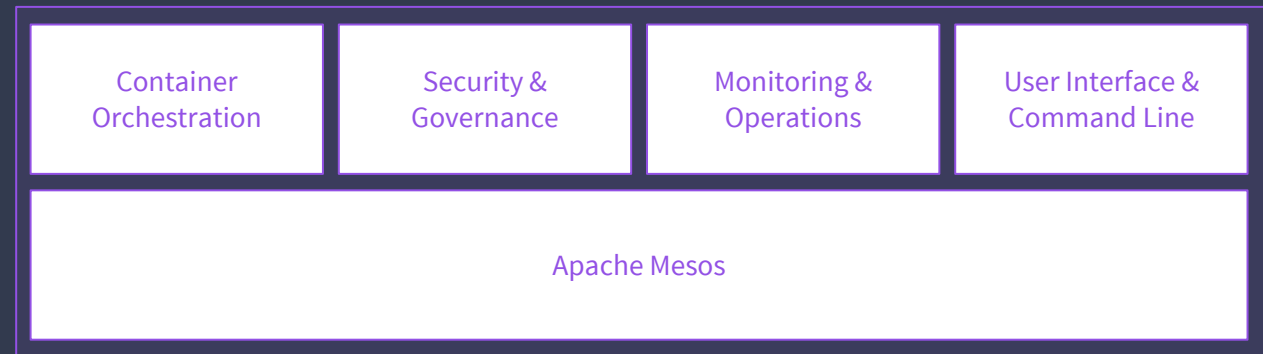 Container
Orchestration
Security &
Governance
Monitoring &
Operations
User Interface &
Command Line
Apache Mesos